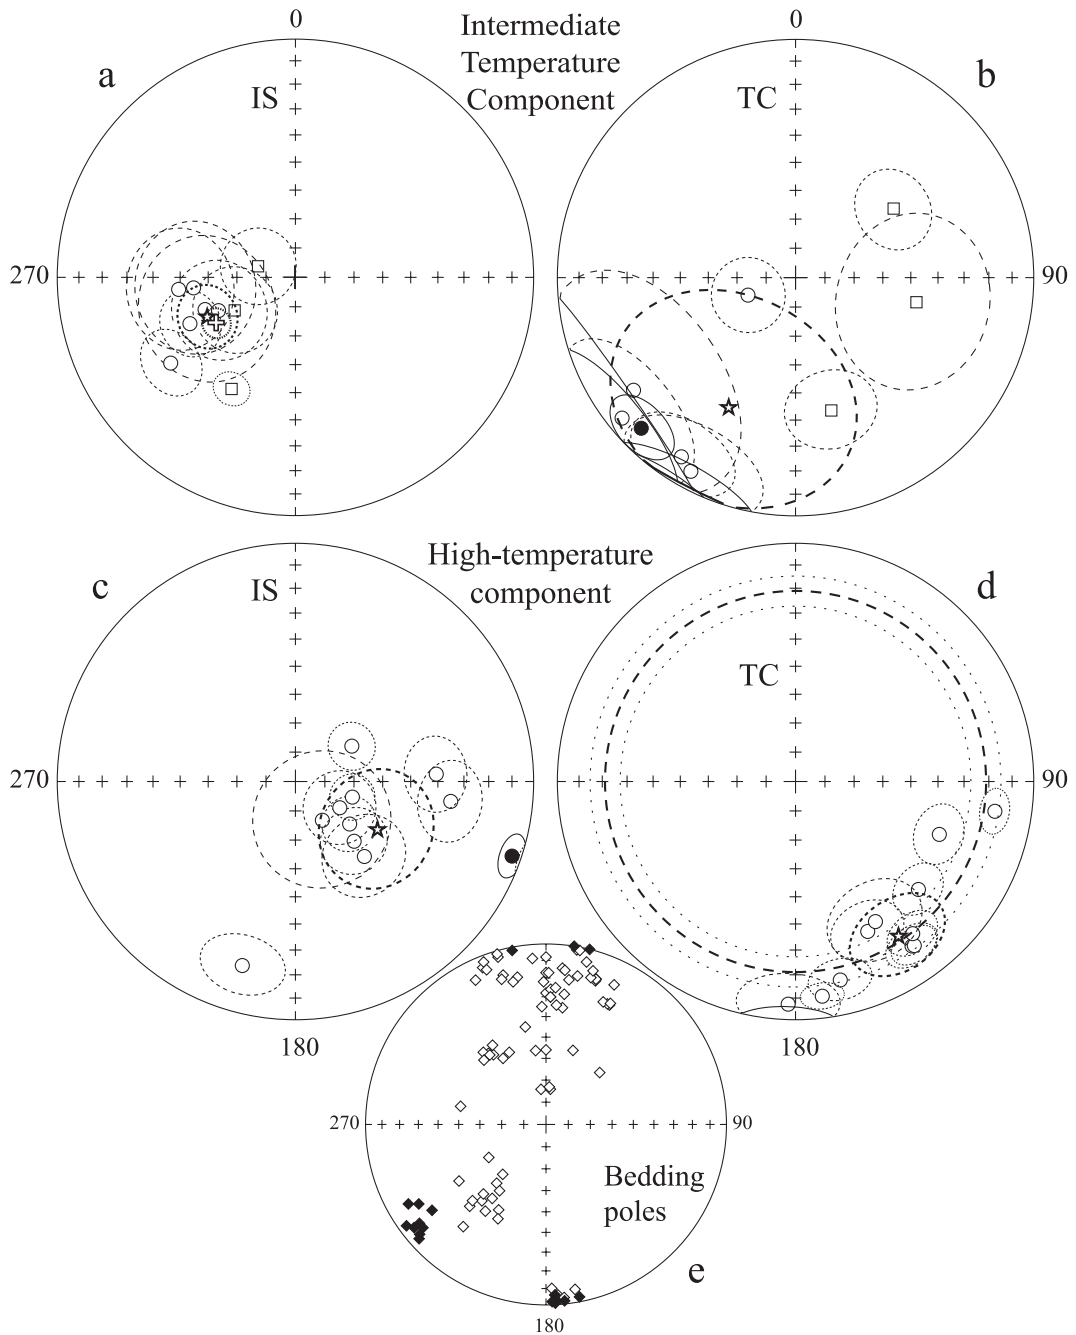 0
Intermediate
Temperature
Component
0
a
IS
TC
b
270
90
High-temperature
component
c
IS
TC
d
270
90
180
180
270
90
Bedding
poles
e
180